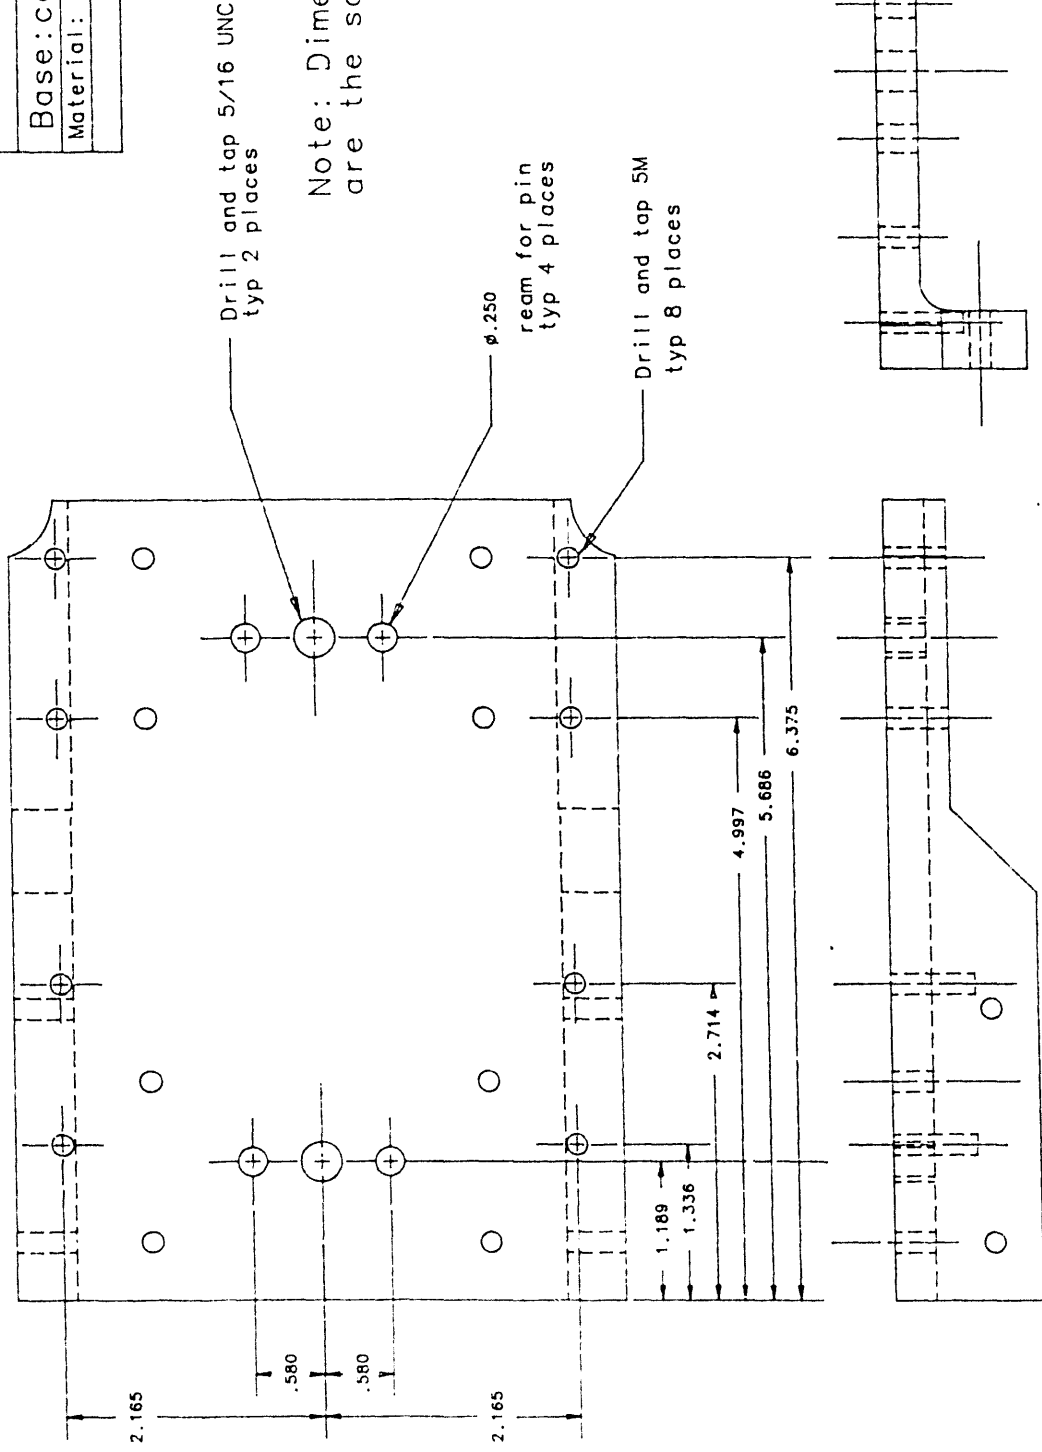 Base:
Material:
Drill and tap 5/16 UNC
typ 2 places
Note:
are the
ø.250
ream for pin
typ 4 places
Drill and tap 5M
typ 8 places
6.375
5.686
4.997
2.714
1.336
1.189
.580
.580
2.165
2.165